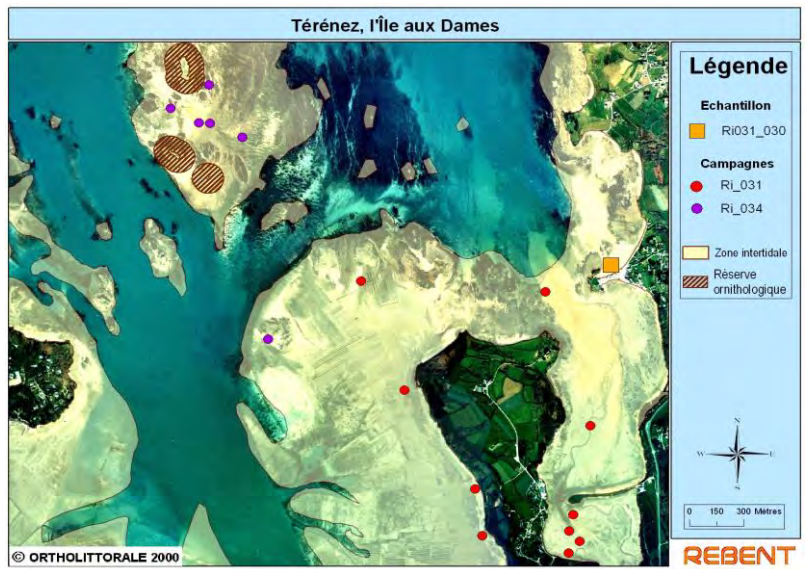 Térénez, l'Île aux Dames
Légende
Echantillon
Ri031_030
Campagnes
Ri_031
Ri_034
Zone intertidale
Réserve
ornithologique
N
W E
S
0 150 300 Mètres
© ORTHOLITTORALE 2000
REBENT